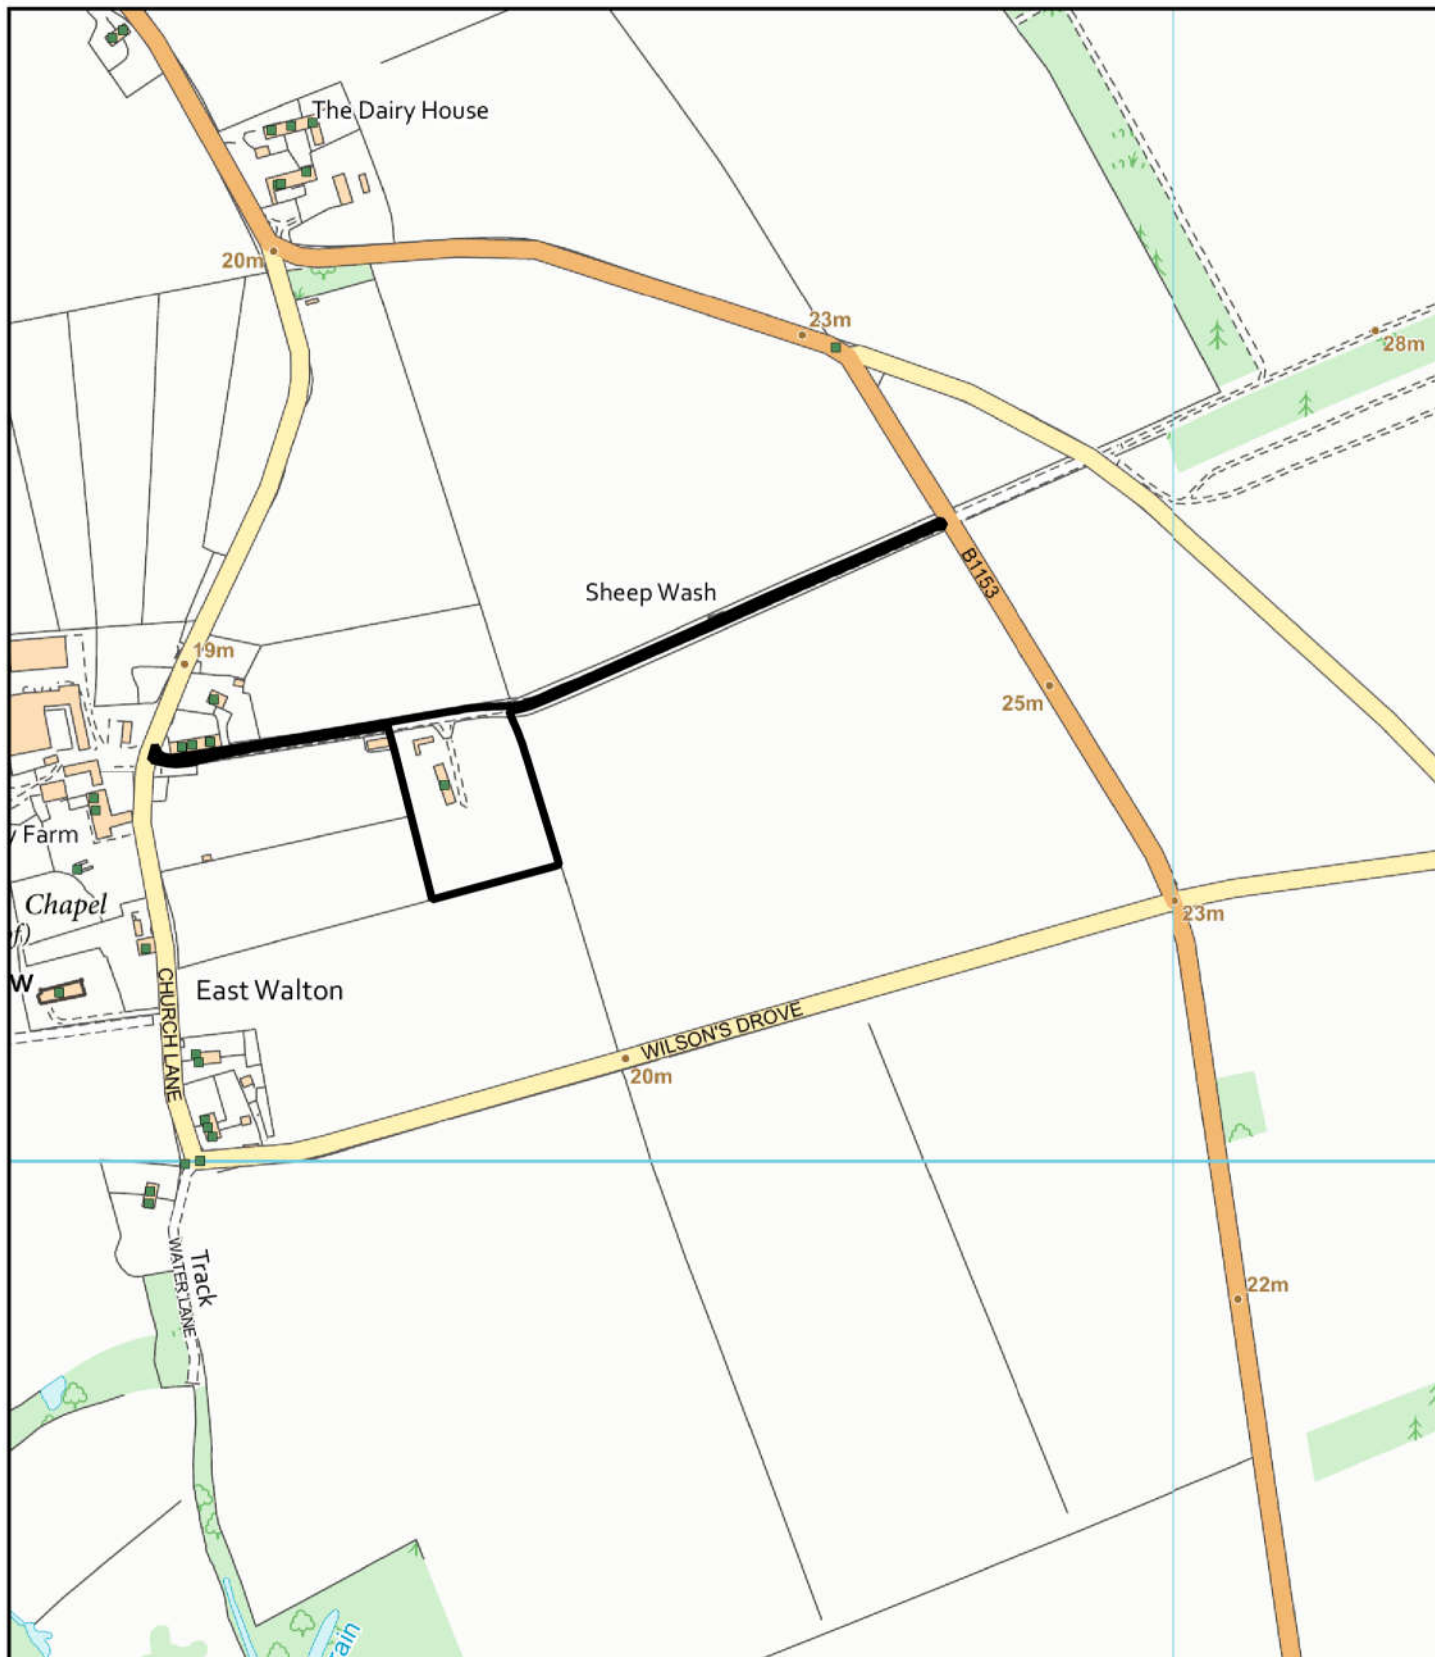 The Dairy House
20m
23m
28m
Sheep Wash
B1153
19m
25m
Farm
Chapel
23m
W
East Walton
CHURCH LANE
WILSON'S DROVE
20m
Track
WATER LANE
22m